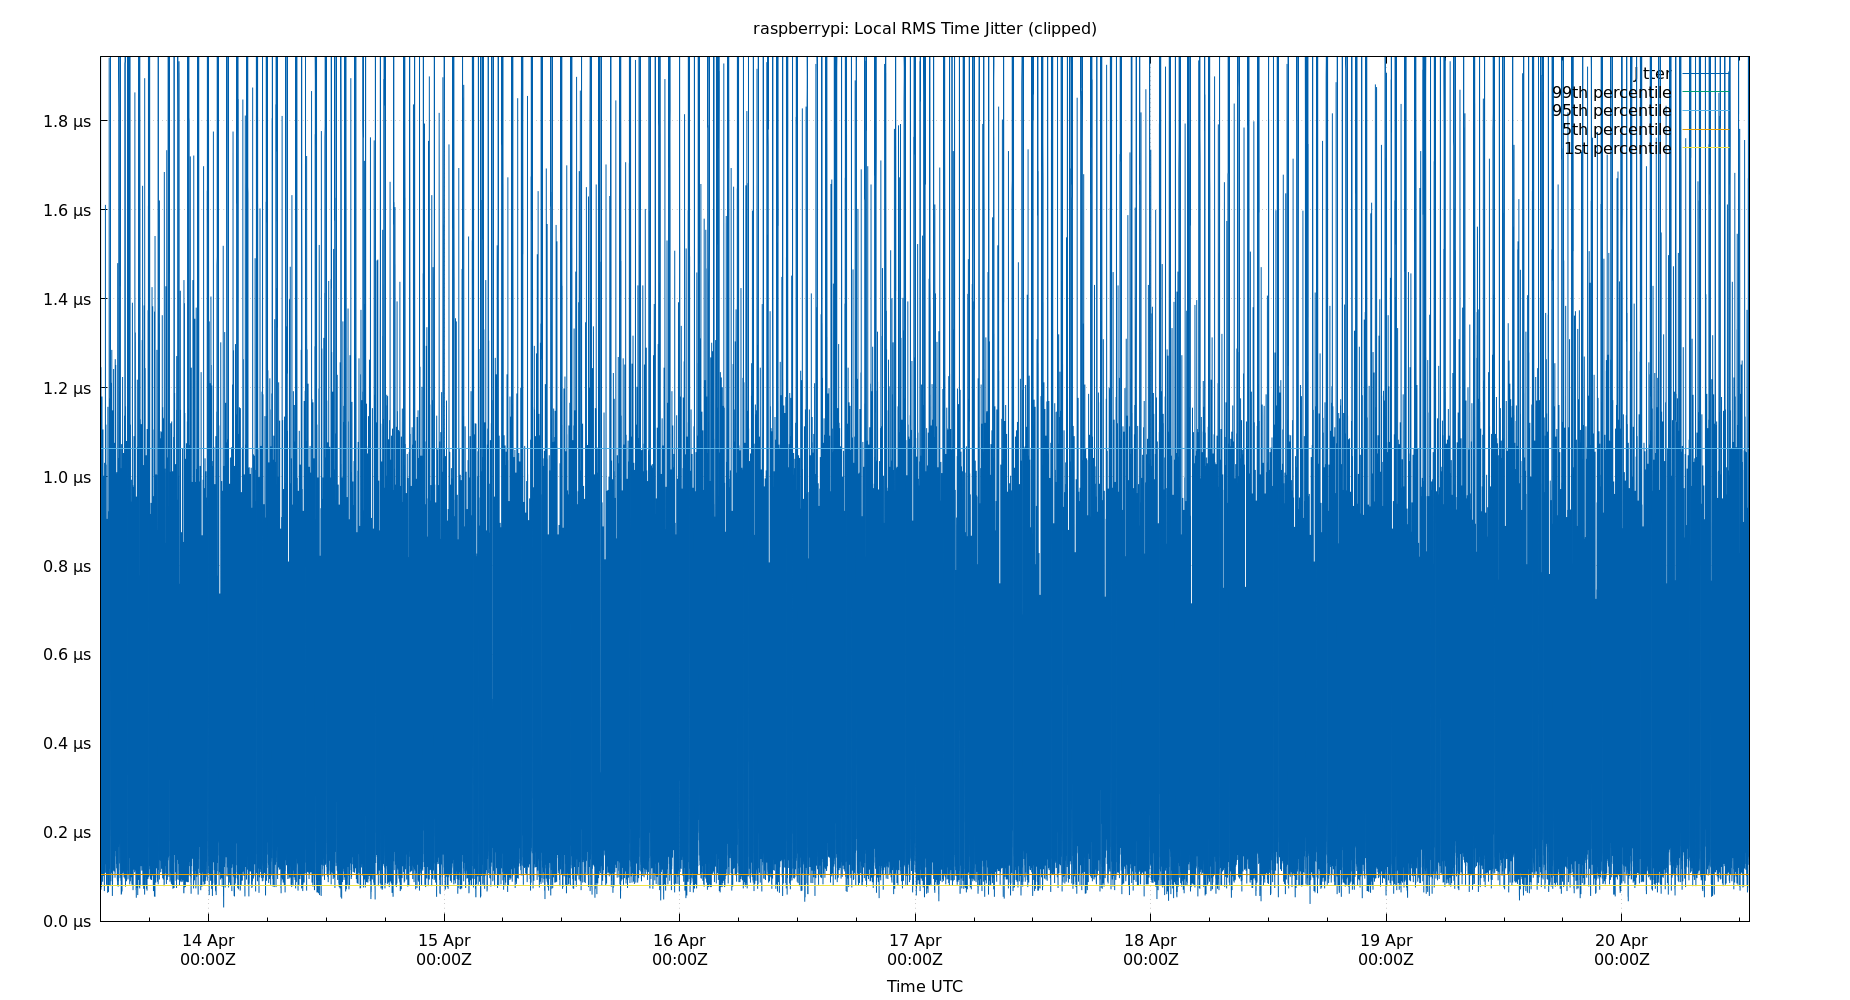 raspberrypi: Local RMS Time Jitter (clipped)
jitter
99th percentile
95th percentile
5th percentile
1st percentile
1.8 µs
1.6 µs
1.4 µs
1.2 µs
1.0 µs
0.8 µs
0.6 µs
0.4 µs
0.2 µs
0.0 µs
14 Apr 15 Apr 16 Apr 17 Apr 18 Apr 19 Apr 20 Apr
00:00Z 00:00Z 00:00Z 00:00Z 00:00Z 00:00Z 00:00Z
Time UTC